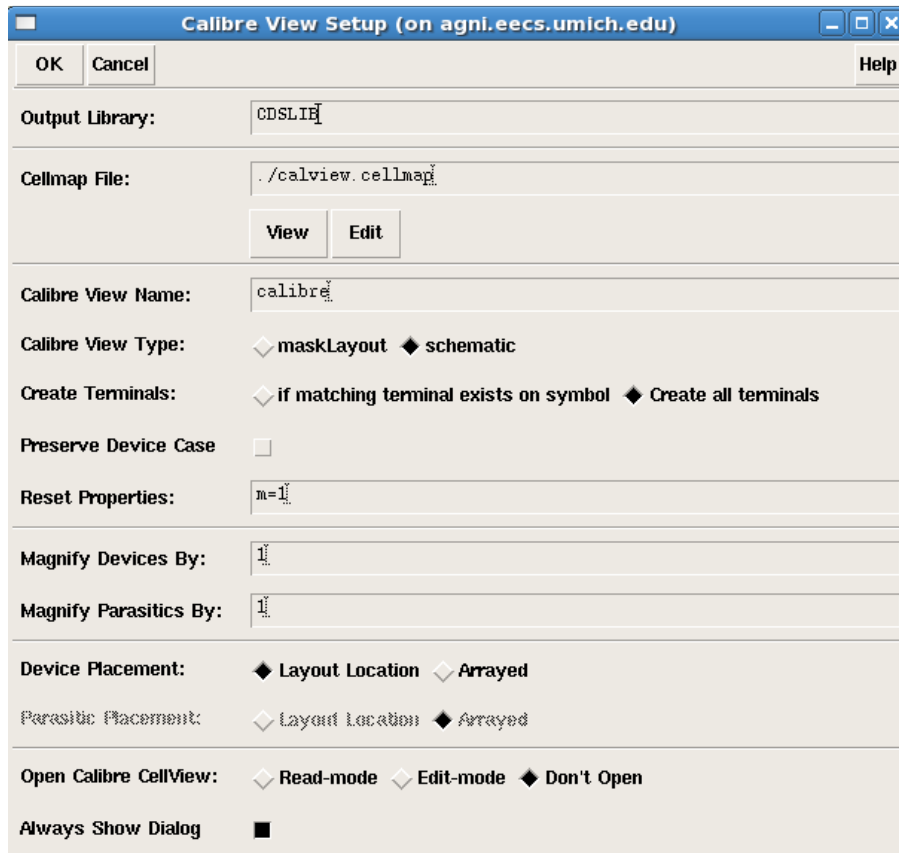 Calibre View Setup (on agni.eecs.umich.edu)
OK Cancel Help
Output Library: CDSLIB
Cellmap File: ./calview.cellmap
View Edit
Calibre View Name: calibre
Calibre View Type: maskLayout schematic
Create Terminals: if matching terminal exists on symbol Create all terminals
Preserve Device Case
Reset Properties: m=1
Magnify Devices By: 1
Magnify Parasitics By: 1
Device Placement: Layout Location Arrayed
Parasitic Placement: Layout Location Arrayed
Open Calibre CellView: Read-mode Edit-mode Don't Open
Always Show Dialog